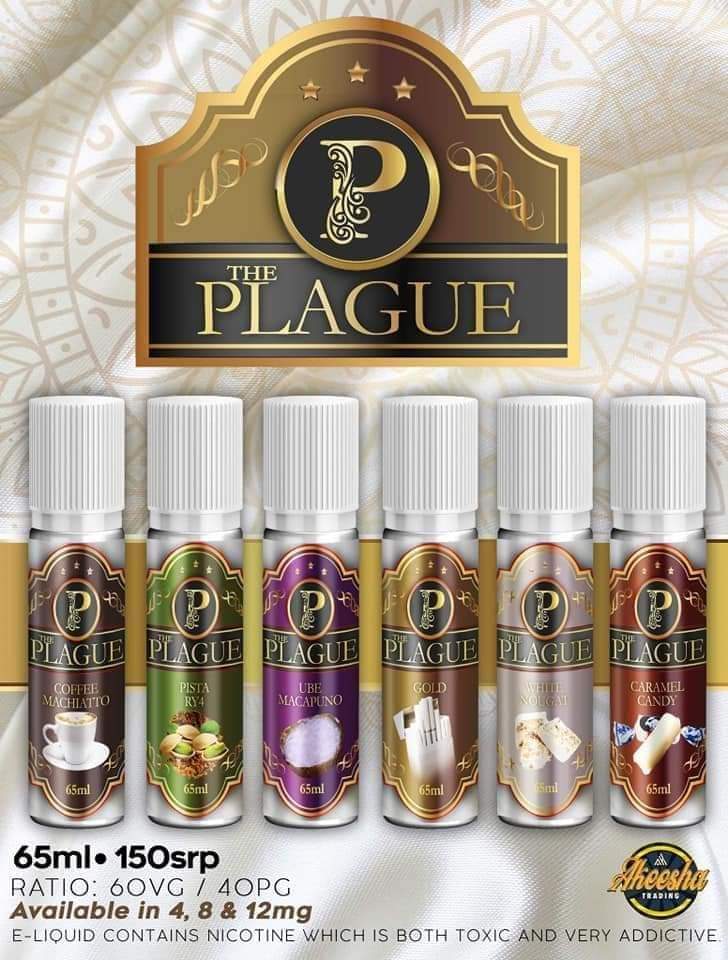 P
THE
PLAGUE
P
THE
PLAGUE
COFFEE
MACHIATTO
65ml
P
THE
PLAGUE
PISTA
RY4
65ml
P
THE
PLAGUE
UBE
MACAPUNO
65ml
P
THE
PLAGUE
GOLD
65ml
P
THE
PLAGUE
WHITE
NOUGAT
65ml
P
THE
PLAGUE
CARAMEL
CANDY
65ml
65ml• 150srp
RATIO: 60VG / 40PG
Available in 4, 8 & 12mg
E-LIQUID CONTAINS NICOTINE WHICH IS BOTH TOXIC AND VERY ADDICTIVE.
Akeesha
TRADING